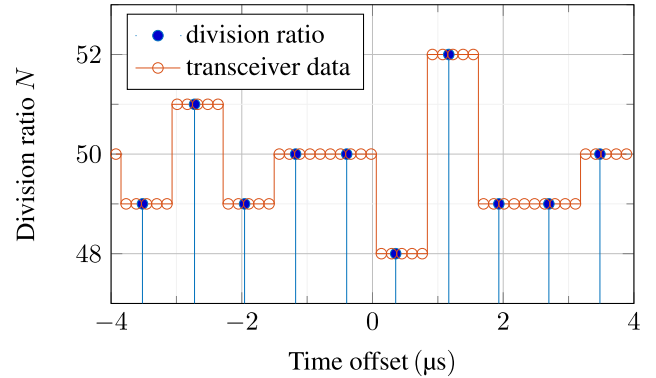 division ratio
transceiver data
52
50
48
Division ratio N
−4
−2
0
2
4
Time offset (µs)